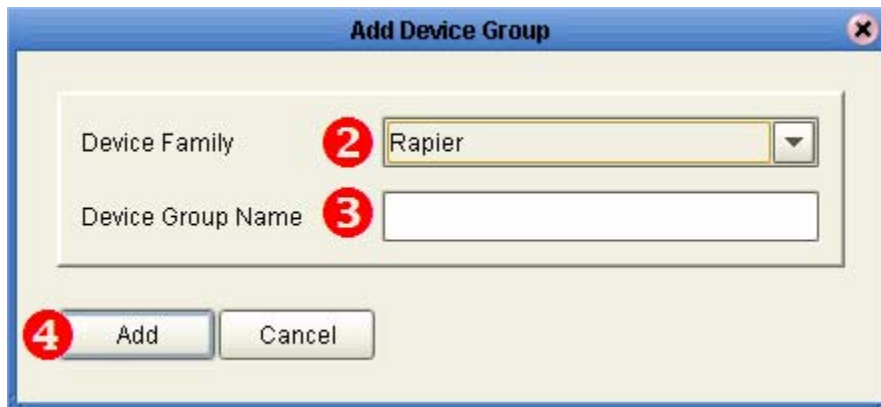 Add Device Group
Device Family 2 Rapier
Device Group Name 3
4 Add Cancel